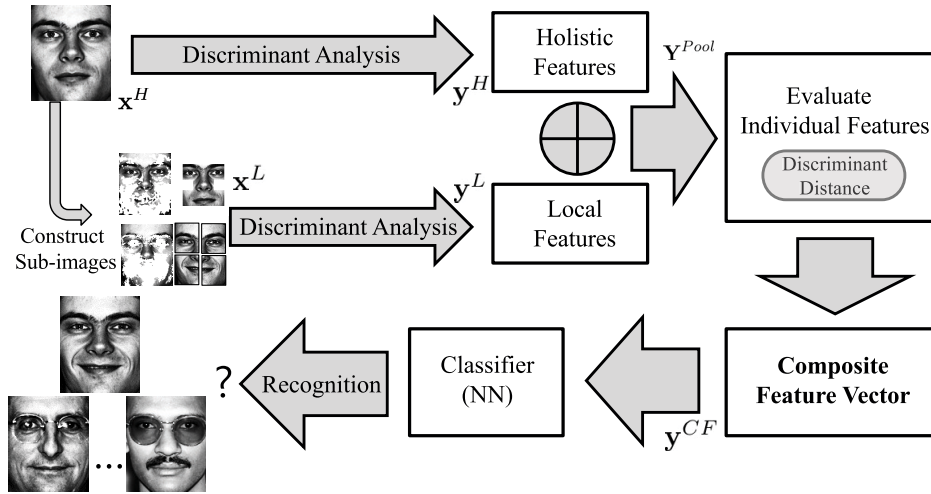 Discriminant Analysis
x^H
y^H
Holistic
Features
Y^{Pool}
Evaluate
Individual Features
Discriminant
Distance
x^L
y^L
Discriminant Analysis
Local
Features
Construct
Sub-images
?
Recognition
Classifier
(NN)
y^{CF}
Composite
Feature Vector
...